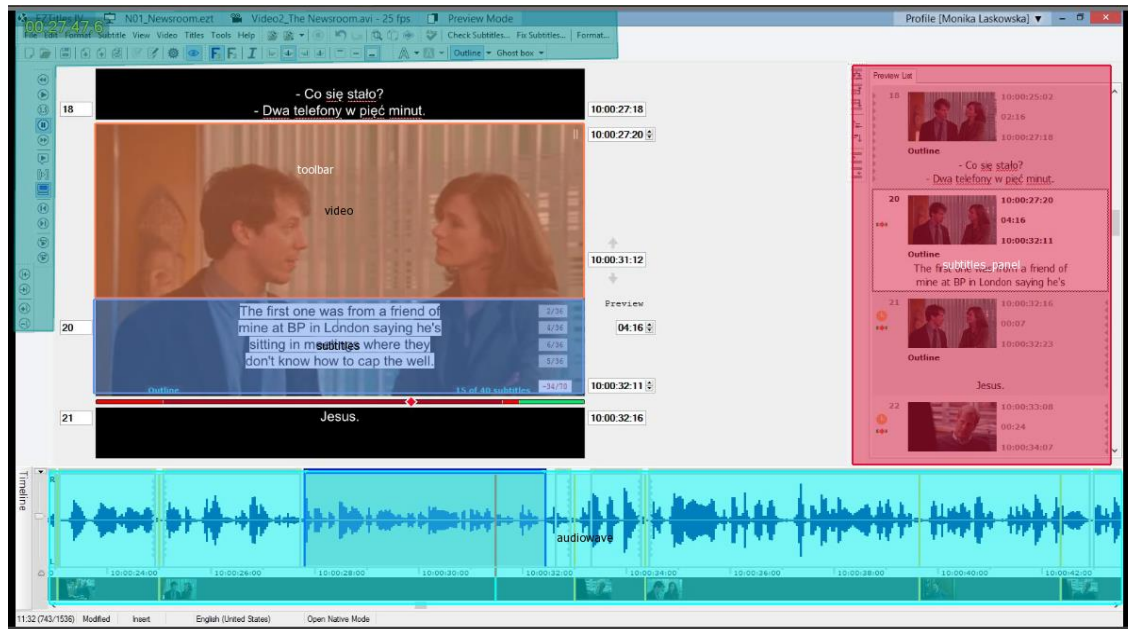 EZTitles IV N01_Newsroom.ezt Video2_The Newsroom.avi - 25 fps Preview Mode Profile [Monika Laskowska]
00:27:47:6
File Edit Format Subtitle View Video Titles Tools Help Check Subtitles... Fix Subtitles... Format...
Outline Ghost box
18
- Co się stało?
- Dwa telefony w pięć minut.
10:00:27:18
10:00:27:20
toolbar
video
10:00:31:12
Preview
20
The first one was from a friend of
mine at BP in London saying he's
sitting in meetings where they
don't know how to cap the well.
subtitles
2/36
4/36
6/36
5/36
-34/70
Outline
15 of 40 subtitles
04:16
10:00:32:11
21
Jesus.
10:00:32:16
Preview List
18
10:00:25:02
02:16
10:00:27:18
Outline
- Co się stało?
- Dwa telefony w pięć minut.
20
10:00:27:20
04:16
10:00:32:11
Outline
subtitles_panel
The first one was from a friend of
mine at BP in London saying he's
21
10:00:32:16
00:07
10:00:32:23
Outline
Jesus.
22
10:00:33:08
00:24
10:00:34:07
Timeline
R
L
audiowave
10:00:24:00 10:00:26:00 10:00:28:00 10:00:30:00 10:00:32:00 10:00:34:00 10:00:36:00 10:00:38:00 10:00:40:00 10:00:42:00
11:32 (743/1536) Modified Insert English (United States) Open Native Mode